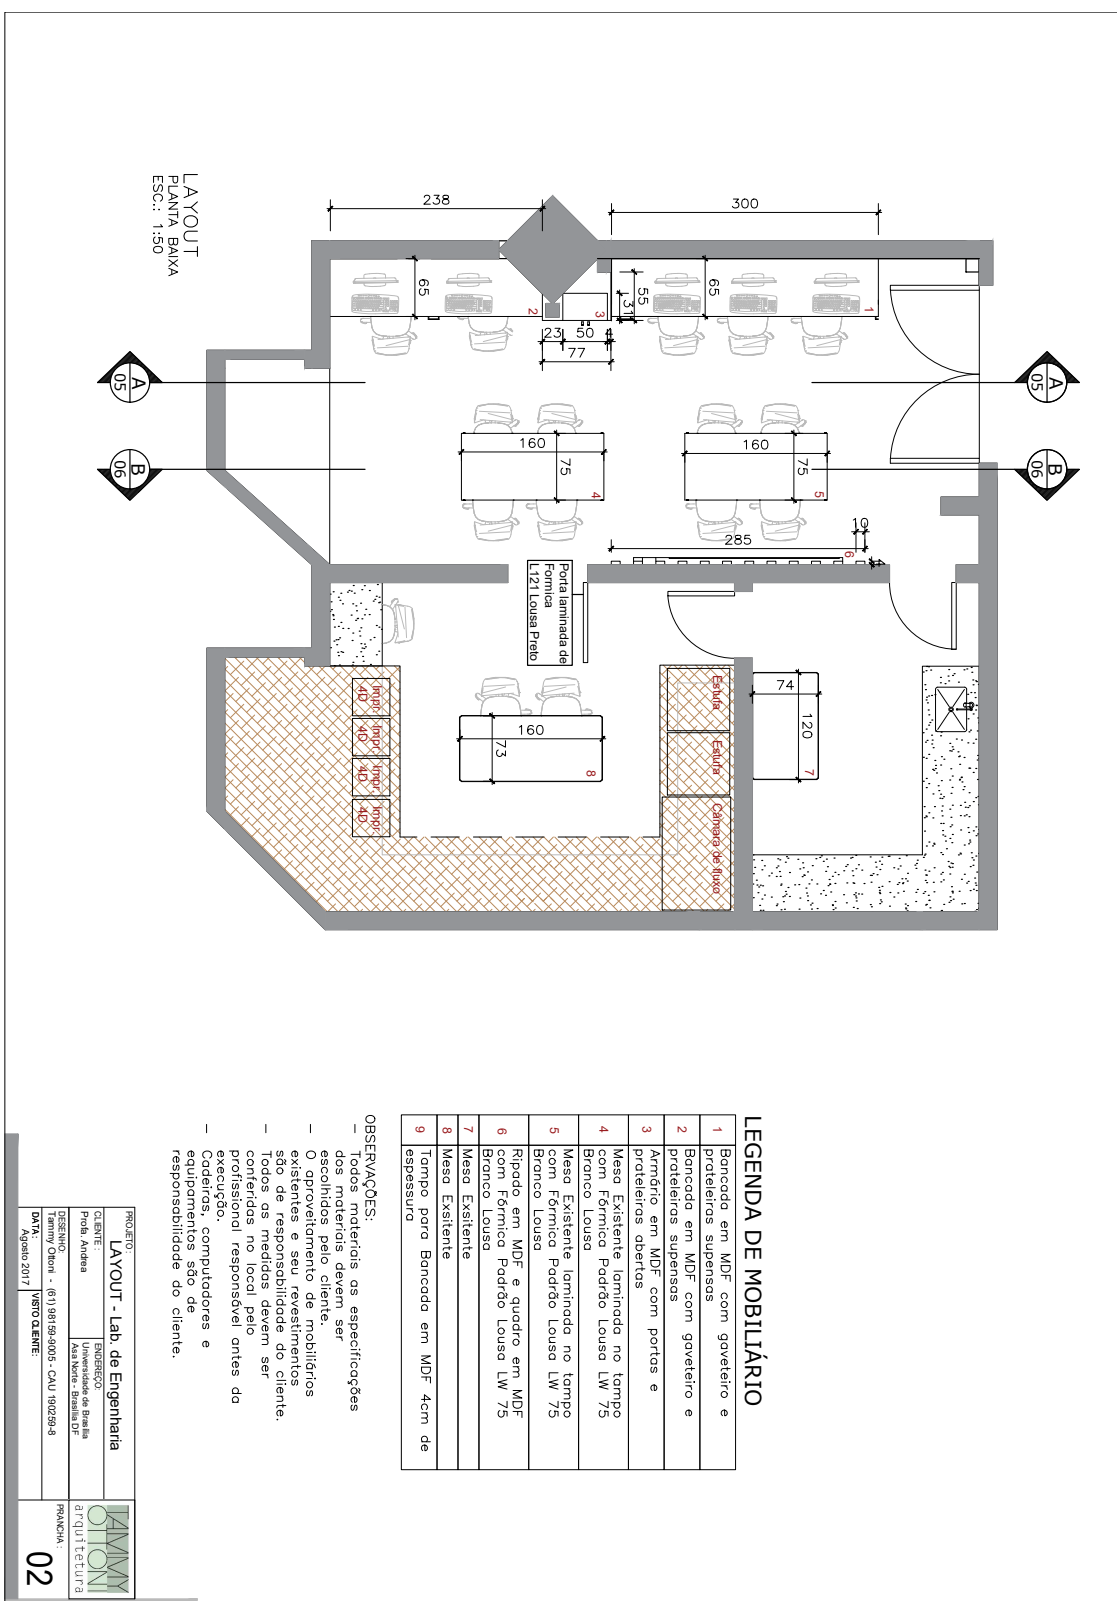 LAYOUT
PLANTA BAIXA
ESC.: 1:50
238
300
65
65
55
31
23
50
4
77
1
2
3
A
05
A
05
B
06
B
06
160
75
4
160
75
5
10
285
6
4
Porta laminada de
Formica
L121 Lousa Preto
74
120
7
160
73
8
Estufa
Estufa
Câmara de fluxo
Impr.
4D
Impr.
4D
Impr.
4D
Impr.
4D
LEGENDA DE MOBILIÁRIO
1 Bancada em MDF com gaveteiro e
prateleiras supensas
2 Bancada em MDF com gaveteiro e
prateleiras supensas
3 Armário em MDF com portas e
prateleiras abertas
4 Mesa Existente laminada no tampo
com Fórmica Padrão Lousa LW 75
Branco Lousa
5 Mesa Existente laminada no tampo
com Fórmica Padrão Lousa LW 75
Branco Lousa
6 Ripado em MDF e quadro em MDF
com Fórmica Padrão Lousa LW 75
Branco Lousa
7 Mesa Exsitente
8 Mesa Exsitente
9 Tampo para Bancada em MDF 4cm de
espessura
OBSERVAÇÕES:
– Todos materiais as especificações
dos materiais devem ser
escolhidos pelo cliente.
– O aproveitamento de mobiliários
existentes e seu revestimentos
são de responsabilidade do cliente.
– Todos as medidas devem ser
conferidas no local pelo
profissional responsável antes da
execução.
– Cadeiras, computadores e
equipamentos são de
responsabilidade do cliente.
PROJETO:
LAYOUT - Lab. de Engenharia
CLIENTE:
Profa. Andrea
ENDEREÇO:
Universidade de Brasília
Asa Norte - Brasília DF
DESENHO:
Tammy Ottoni - (61) 98159-9005 - CAU 190259-8
DATA:
Agosto 2017
VISTO CLIENTE:
TAMMY
OTTONI
arquitetura
PRANCHA:
02